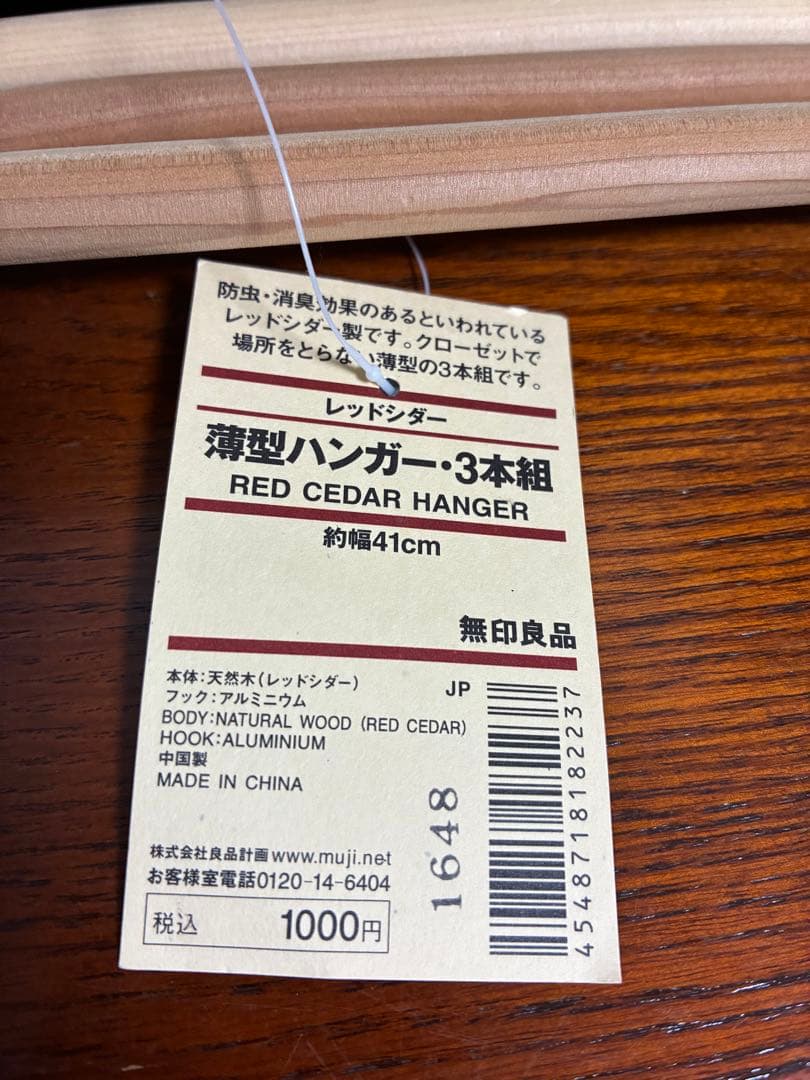 防虫・消臭効果のあるといわれている
レッドシダー製です。クローゼットで
場所をとらない薄型の3本組です。
レッドシダー
薄型ハンガー・3本組
RED CEDAR HANGER
約幅41cm
無印良品
本体:天然木(レッドシダー)
フック:アルミニウム
BODY:NATURAL WOOD (RED CEDAR)
HOOK:ALUMINIUM
中国製
MADE IN CHINA
JP
4548718182237
1648
株式会社良品計画 www.muji.net
お客様室電話0120-14-6404
税込 1000円